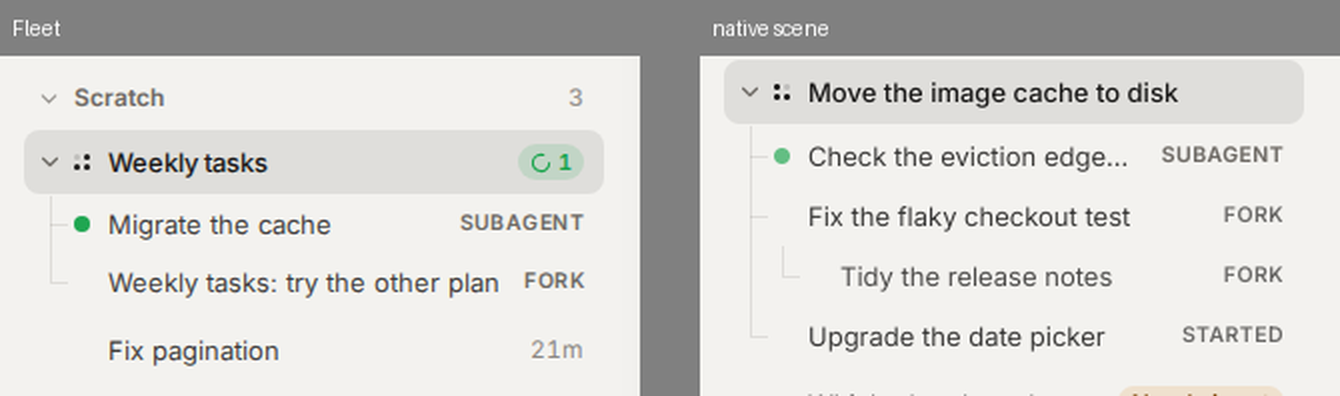 Fleet
Scratch 3
Weekly tasks 1
Migrate the cache SUBAGENT
Weekly tasks: try the other plan FORK
Fix pagination 21m
native scene
Move the image cache to disk
Check the eviction edge... SUBAGENT
Fix the flaky checkout test FORK
Tidy the release notes FORK
Upgrade the date picker STARTED